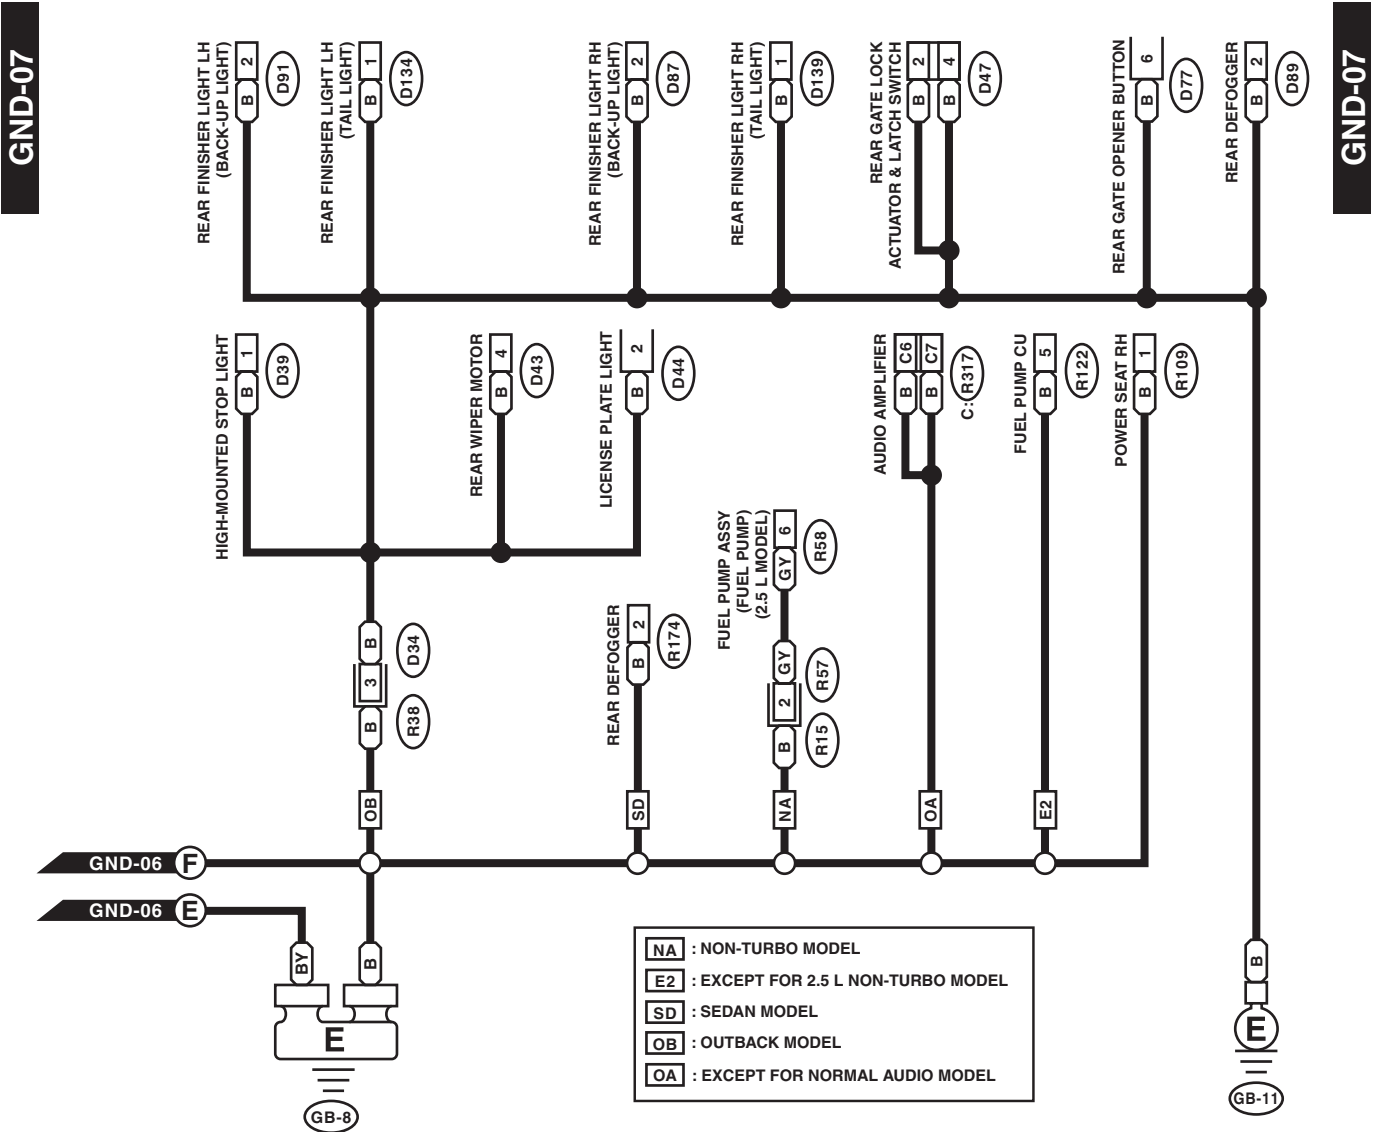 GND-07
GND-07
REAR FINISHER LIGHT LH
(BACK-UP LIGHT)
2
B
D91
REAR FINISHER LIGHT LH
(TAIL LIGHT)
1
B
D134
REAR FINISHER LIGHT RH
(BACK-UP LIGHT)
2
B
D87
REAR FINISHER LIGHT RH
(TAIL LIGHT)
1
B
D139
REAR GATE LOCK
ACTUATOR & LATCH SWITCH
2
4
B
B
D47
REAR GATE OPENER BUTTON
6
B
D77
REAR DEFOGGER
2
B
D89
HIGH-MOUNTED STOP LIGHT
1
B
D39
REAR WIPER MOTOR
4
B
D43
LICENSE PLATE LIGHT
2
B
D44
AUDIO AMPLIFIER
C6
C7
B
B
C: R317
FUEL PUMP CU
5
B
R122
POWER SEAT RH
1
B
R109
FUEL PUMP ASSY
(FUEL PUMP)
(2.5 L MODEL)
6
GY
R58
REAR DEFOGGER
2
B
R174
B
D34
3
B
R38
GY
R57
2
B
R15
OB
SD
NA
OA
E2
GND-06
F
GND-06
E
BY
B
E
GB-8
B
E
GB-11
NA : NON-TURBO MODEL
E2 : EXCEPT FOR 2.5 L NON-TURBO MODEL
SD : SEDAN MODEL
OB : OUTBACK MODEL
OA : EXCEPT FOR NORMAL AUDIO MODEL